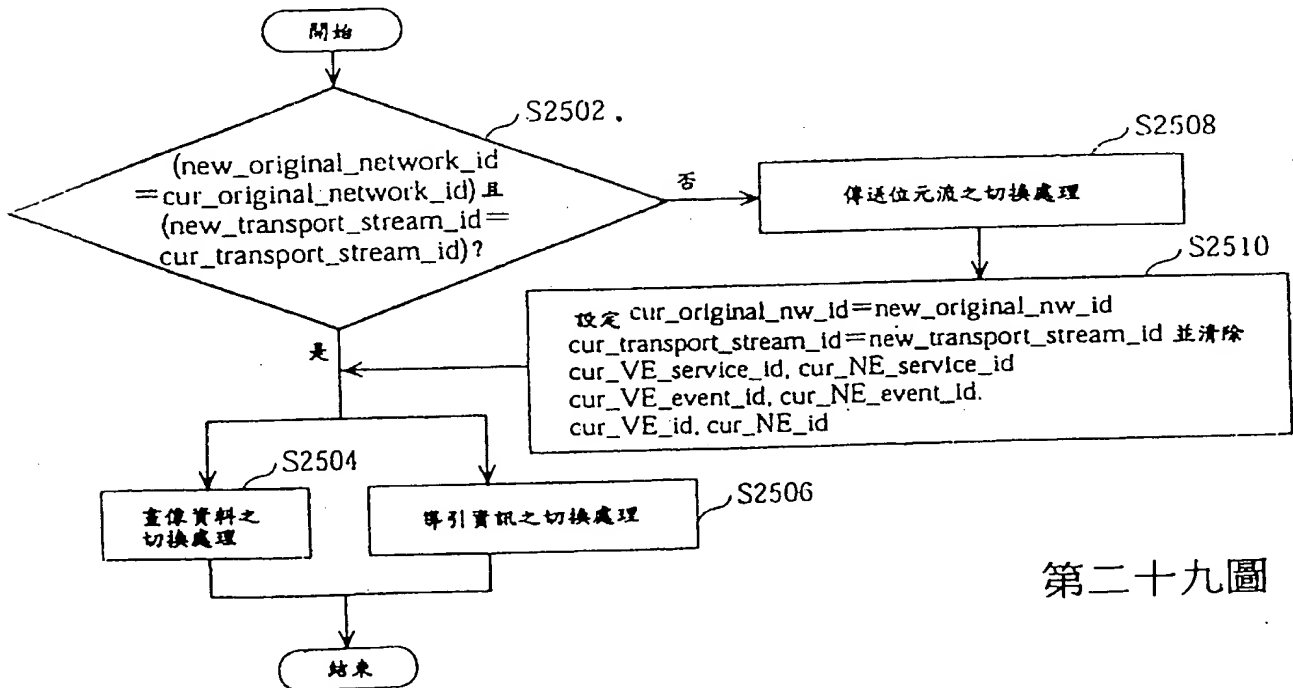 開始
S2502.
(new_original_network_id
=cur_original_network_id) 且
(new_transport_stream_id=
cur_transport_stream_id)?
否
S2508
傳送位元流之切換處理
S2510
設定 cur_original_nw_id=new_original_nw_id
cur_transport_stream_id=new_transport_stream_id 並清除
cur_VE_service_id, cur_NE_service_id
cur_VE_event_id, cur_NE_event_id.
cur_VE_id, cur_NE_id
是
S2504
畫像資料之
切換處理
S2506
導引資訊之切換處理
結束
第二十九圖